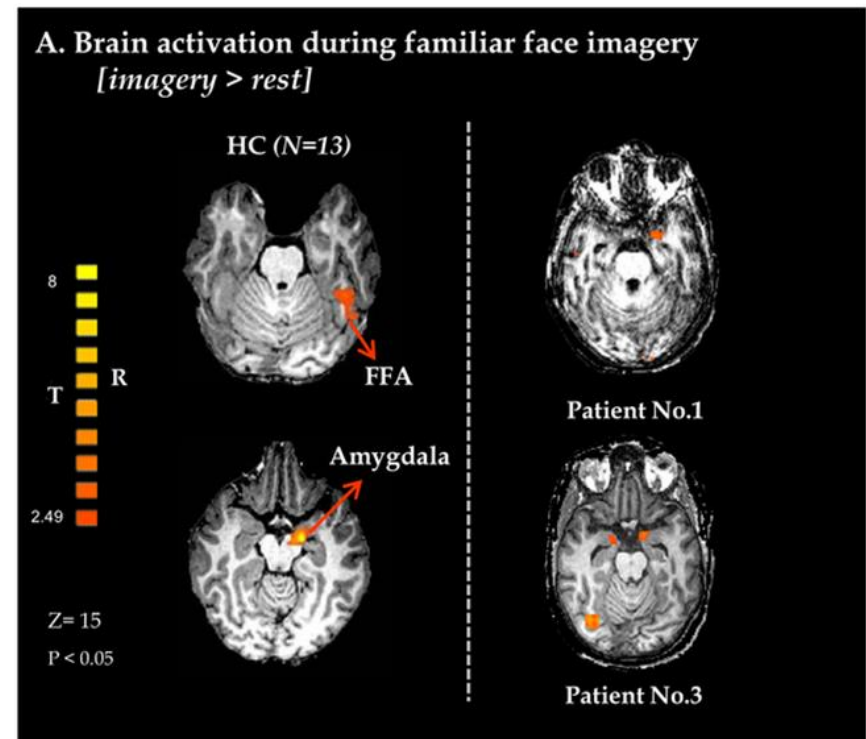 A. Brain activation during familiar face imagery
[imagery > rest]
HC (N=13)
8
T
R
2.49
FFA
Patient No.1
Amygdala
Z= 15
P < 0.05
Patient No.3